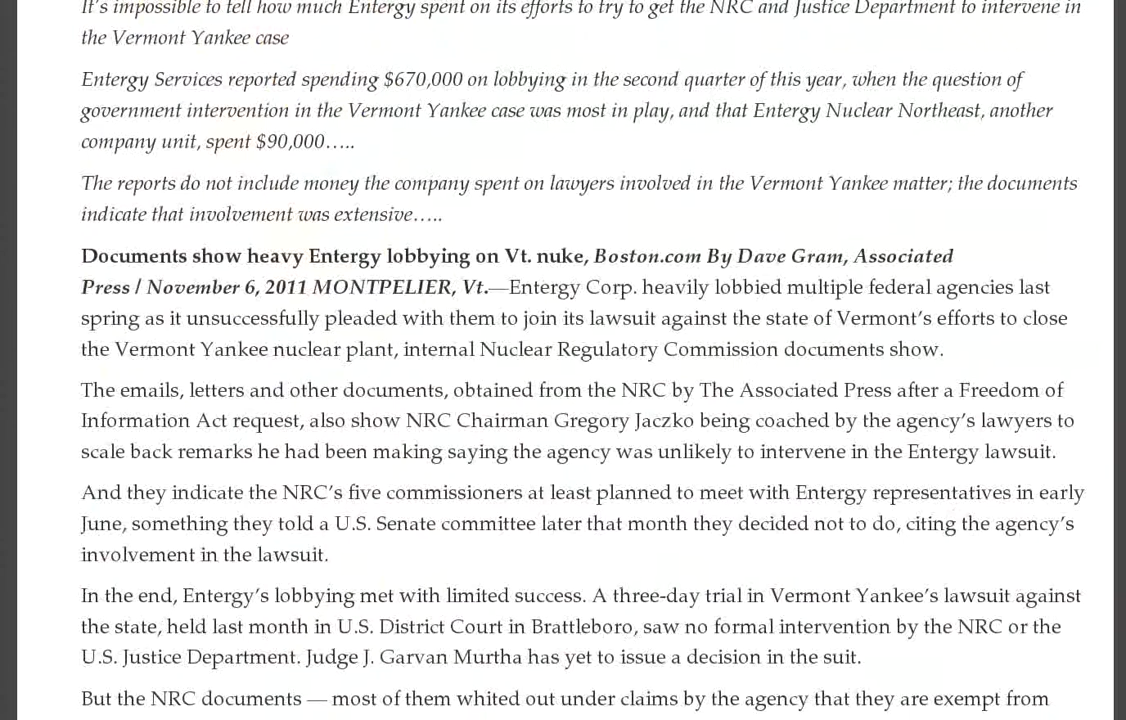 It's impossible to tell how much Entergy spent on its efforts to try to get the NRC and Justice Department to intervene in
the Vermont Yankee case
Entergy Services reported spending $670,000 on lobbying in the second quarter of this year, when the question of
government intervention in the Vermont Yankee case was most in play, and that Entergy Nuclear Northeast, another
company unit, spent $90,000…..
The reports do not include money the company spent on lawyers involved in the Vermont Yankee matter; the documents
indicate that involvement was extensive…..
Documents show heavy Entergy lobbying on Vt. nuke, Boston.com By Dave Gram, Associated
Press / November 6, 2011 MONTPELIER, Vt.—Entergy Corp. heavily lobbied multiple federal agencies last
spring as it unsuccessfully pleaded with them to join its lawsuit against the state of Vermont's efforts to close
the Vermont Yankee nuclear plant, internal Nuclear Regulatory Commission documents show.
The emails, letters and other documents, obtained from the NRC by The Associated Press after a Freedom of
Information Act request, also show NRC Chairman Gregory Jaczko being coached by the agency's lawyers to
scale back remarks he had been making saying the agency was unlikely to intervene in the Entergy lawsuit.
And they indicate the NRC's five commissioners at least planned to meet with Entergy representatives in early
June, something they told a U.S. Senate committee later that month they decided not to do, citing the agency's
involvement in the lawsuit.
In the end, Entergy's lobbying met with limited success. A three-day trial in Vermont Yankee's lawsuit against
the state, held last month in U.S. District Court in Brattleboro, saw no formal intervention by the NRC or the
U.S. Justice Department. Judge J. Garvan Murtha has yet to issue a decision in the suit.
But the NRC documents — most of them whited out under claims by the agency that they are exempt from